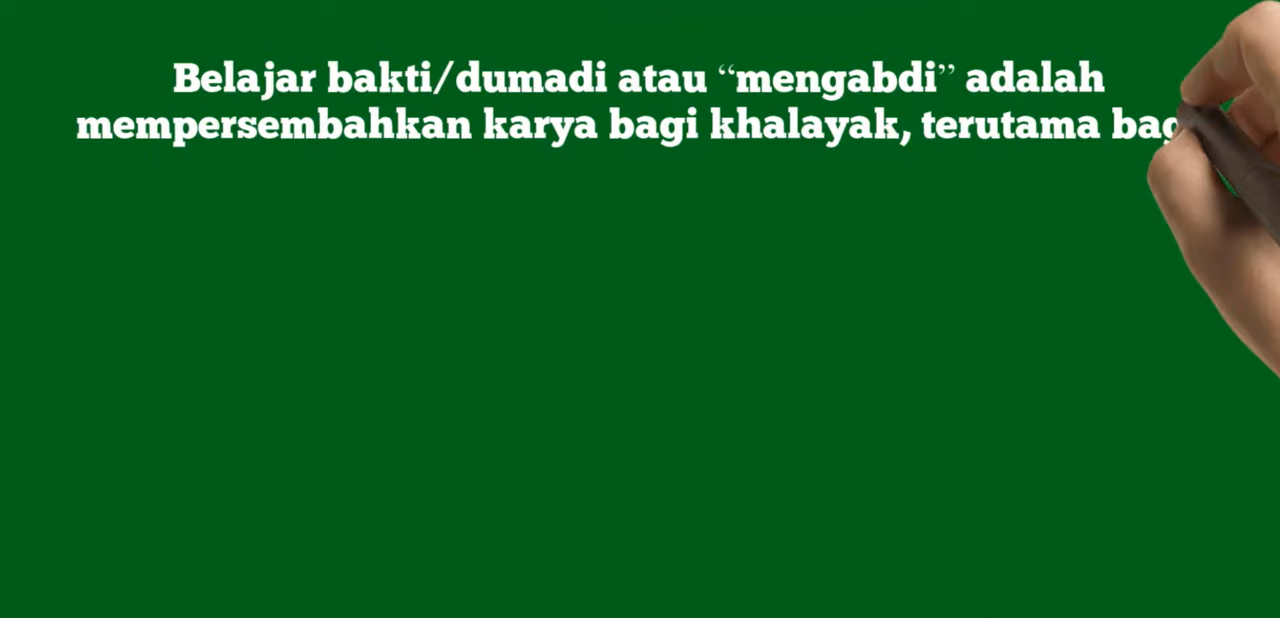 Belajar bakti/dumadi atau “mengabdi” adalah
mempersembahkan karya bagi khalayak, terutama